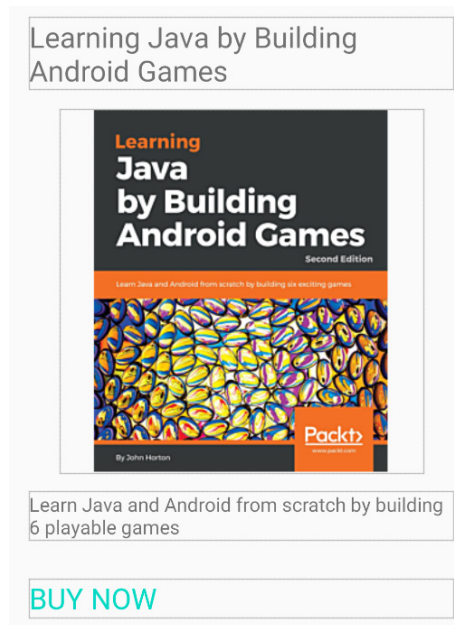 Learning Java by Building
Android Games
Learning
Java
by Building
Android Games
Second Edition
Learn Java and Android from scratch by building six exciting games
Packt>
www.packt.com
By John Horton
Learn Java and Android from scratch by building
6 playable games
BUY NOW